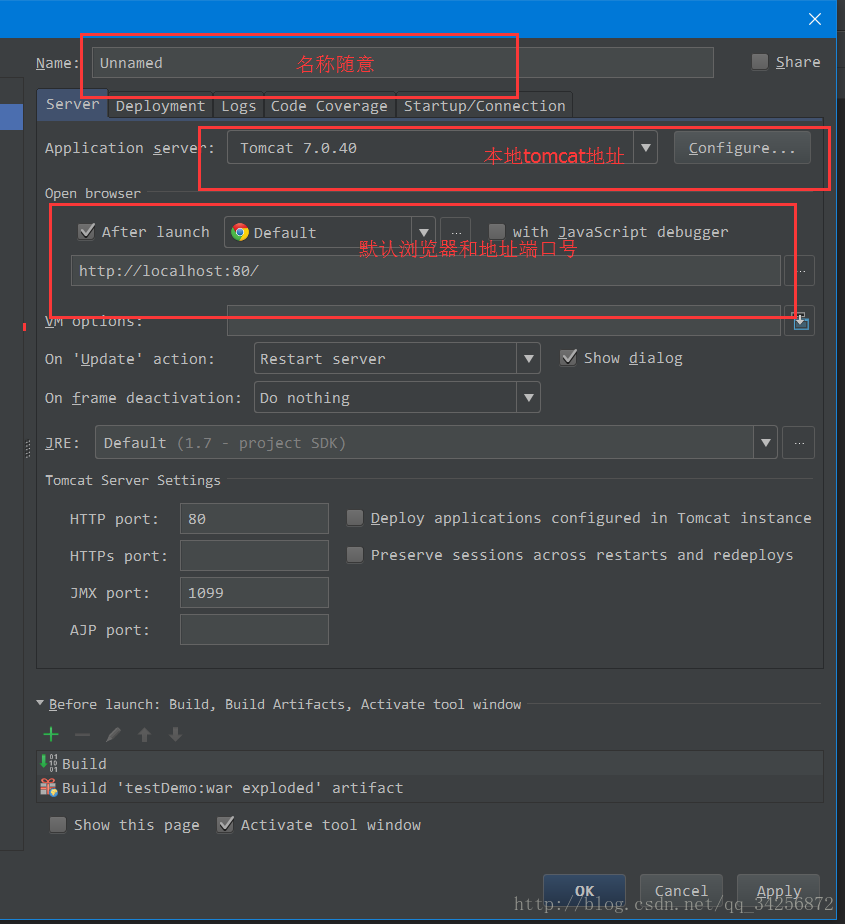 Name: Unnamed 名称随意 Share
Server Deployment Logs Code Coverage Startup/Connection
Application server: Tomcat 7.0.40 本地tomcat地址 Configure...
Open browser
After launch Default ... with JavaScript debugger
默认浏览器和地址端口号
http://localhost:80/ ...
VM options:
On 'Update' action: Restart server Show dialog
On frame deactivation: Do nothing
JRE: Default (1.7 - project SDK) ...
Tomcat Server Settings
HTTP port: 80 Deploy applications configured in Tomcat instance
HTTPs port: Preserve sessions across restarts and redeploys
JMX port: 1099
AJP port:
Before launch: Build, Build Artifacts, Activate tool window
Build
Build 'testDemo:war exploded' artifact
Show this page Activate tool window
OK Cancel Apply
http://blog.csdn.net/qq_34256872